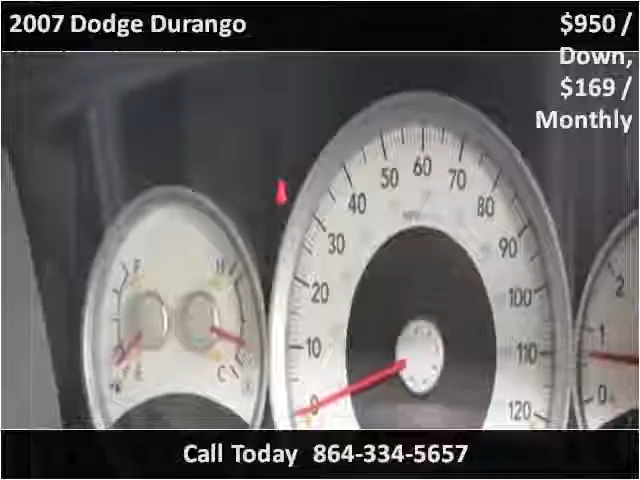 2007 Dodge Durango
$950 /
Down,
$169 /
Monthly
0
10
20
30
40
50
60
70
80
90
100
110
120
F
E
H
C
2
1
0
Call Today 864-334-5657